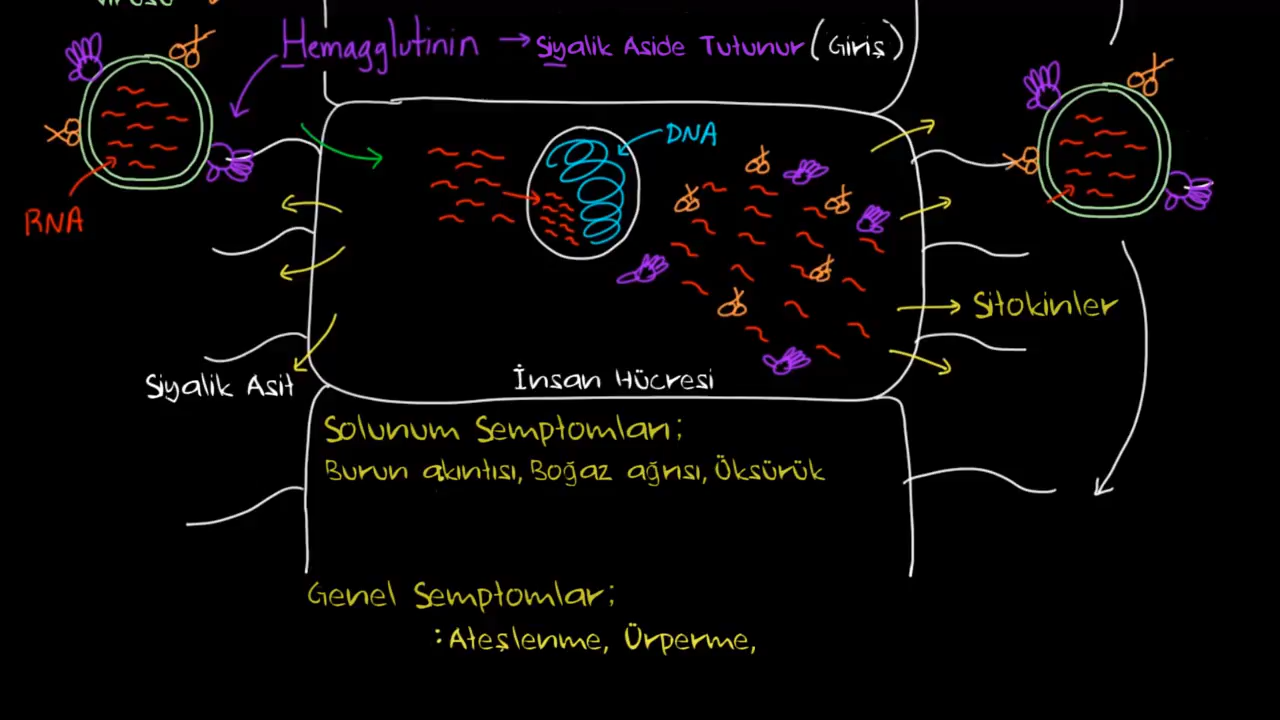 Hemagglutinin → Siyalik Aside Tutunur (Giriş)
DNA
RNA
Sitokinler
Siyalik Asit
İnsan Hücresi
Solunum Semptomları;
Burun akıntısı, Boğaz ağrısı, Üksürük
Genel Semptomlar;
: Ateşlenme, Ürperme,